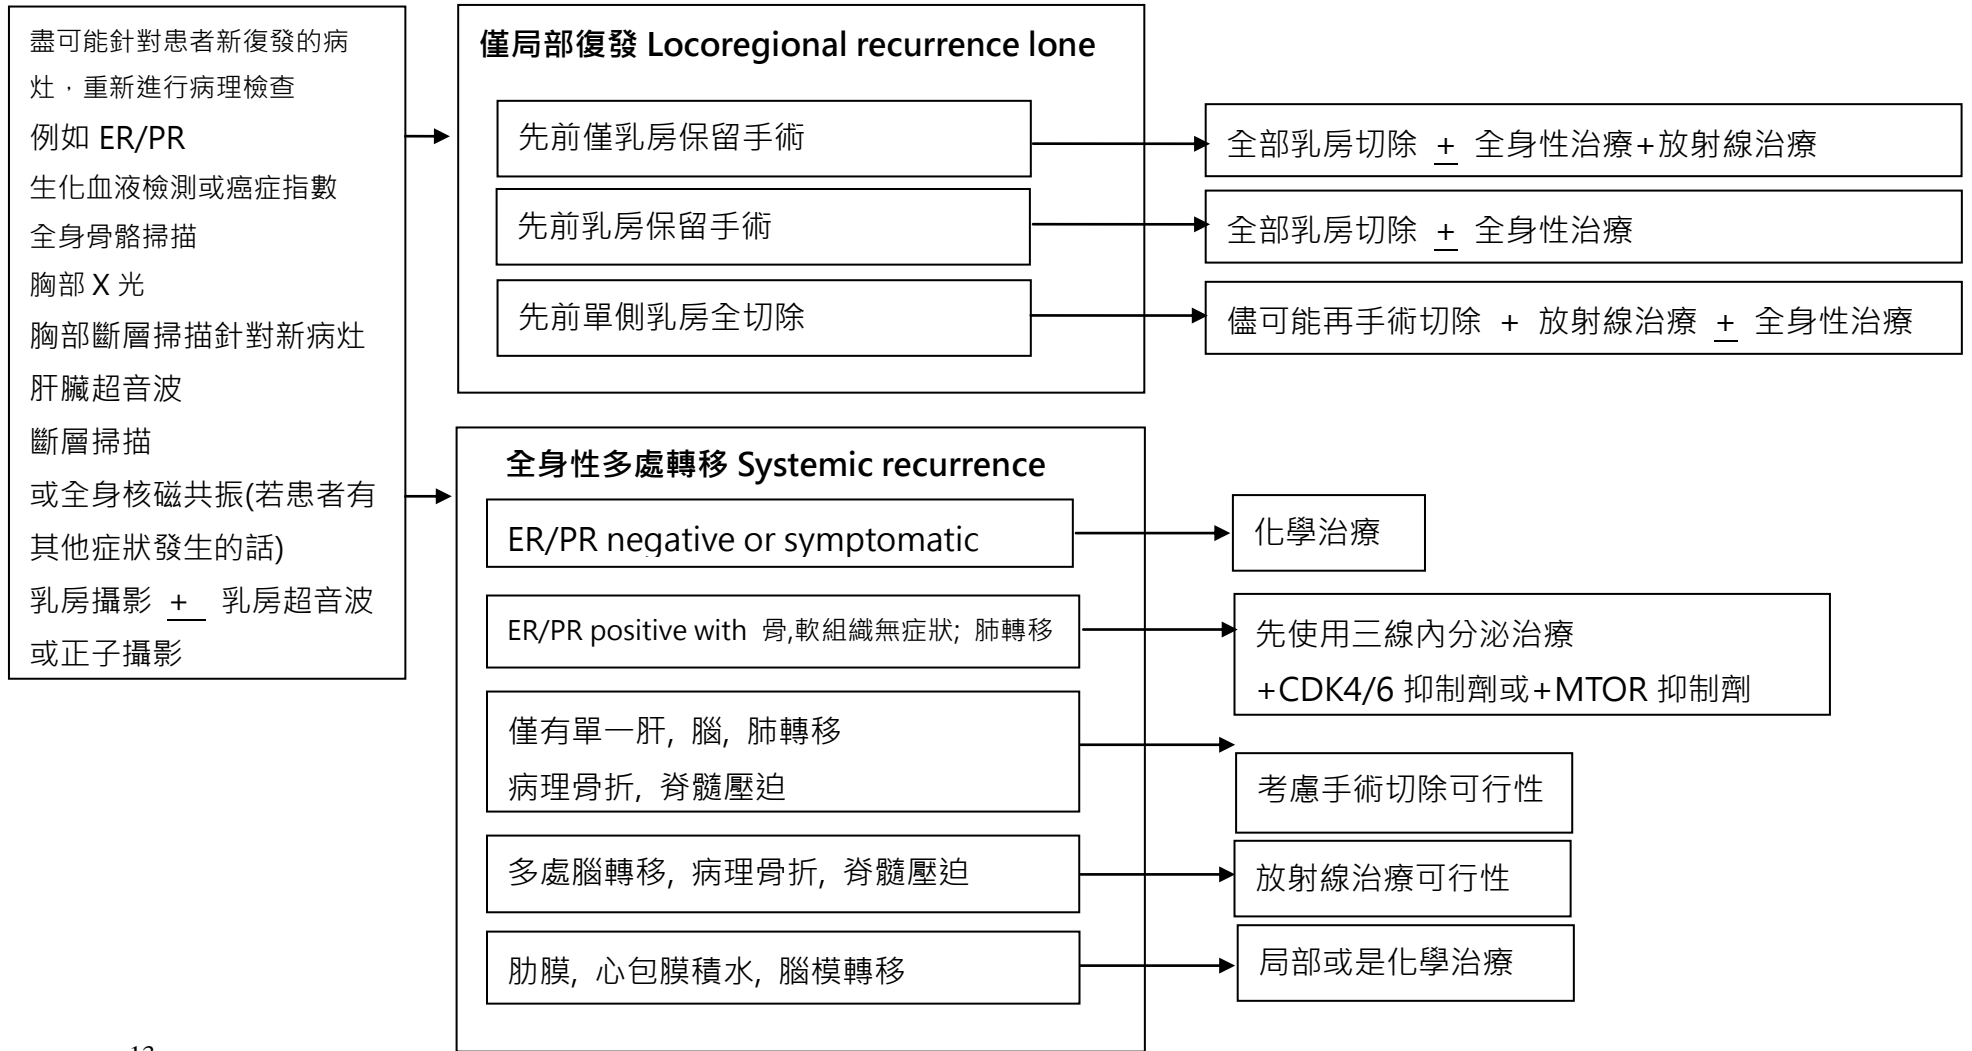 盡可能針對患者新復發的病
灶，重新進行病理檢查
例如 ER/PR
生化血液檢測或癌症指數
全身骨骼掃描
胸部 X 光
胸部斷層掃描針對新病灶
肝臟超音波
斷層掃描
或全身核磁共振(若患者有
其他症狀發生的話)
乳房攝影 + 乳房超音波
或正子攝影
僅局部復發 Locoregional recurrence lone
先前僅乳房保留手術
全部乳房切除 + 全身性治療+放射線治療
先前乳房保留手術
全部乳房切除 + 全身性治療
先前單側乳房全切除
儘可能再手術切除 + 放射線治療 + 全身性治療
全身性多處轉移 Systemic recurrence
ER/PR negative or symptomatic
化學治療
ER/PR positive with 骨,軟組織無症狀; 肺轉移
先使用三線內分泌治療
+CDK4/6 抑制劑或+MTOR 抑制劑
僅有單一肝, 腦, 肺轉移
病理骨折, 脊髓壓迫
考慮手術切除可行性
多處腦轉移, 病理骨折, 脊髓壓迫
放射線治療可行性
肋膜, 心包膜積水, 腦模轉移
局部或是化學治療